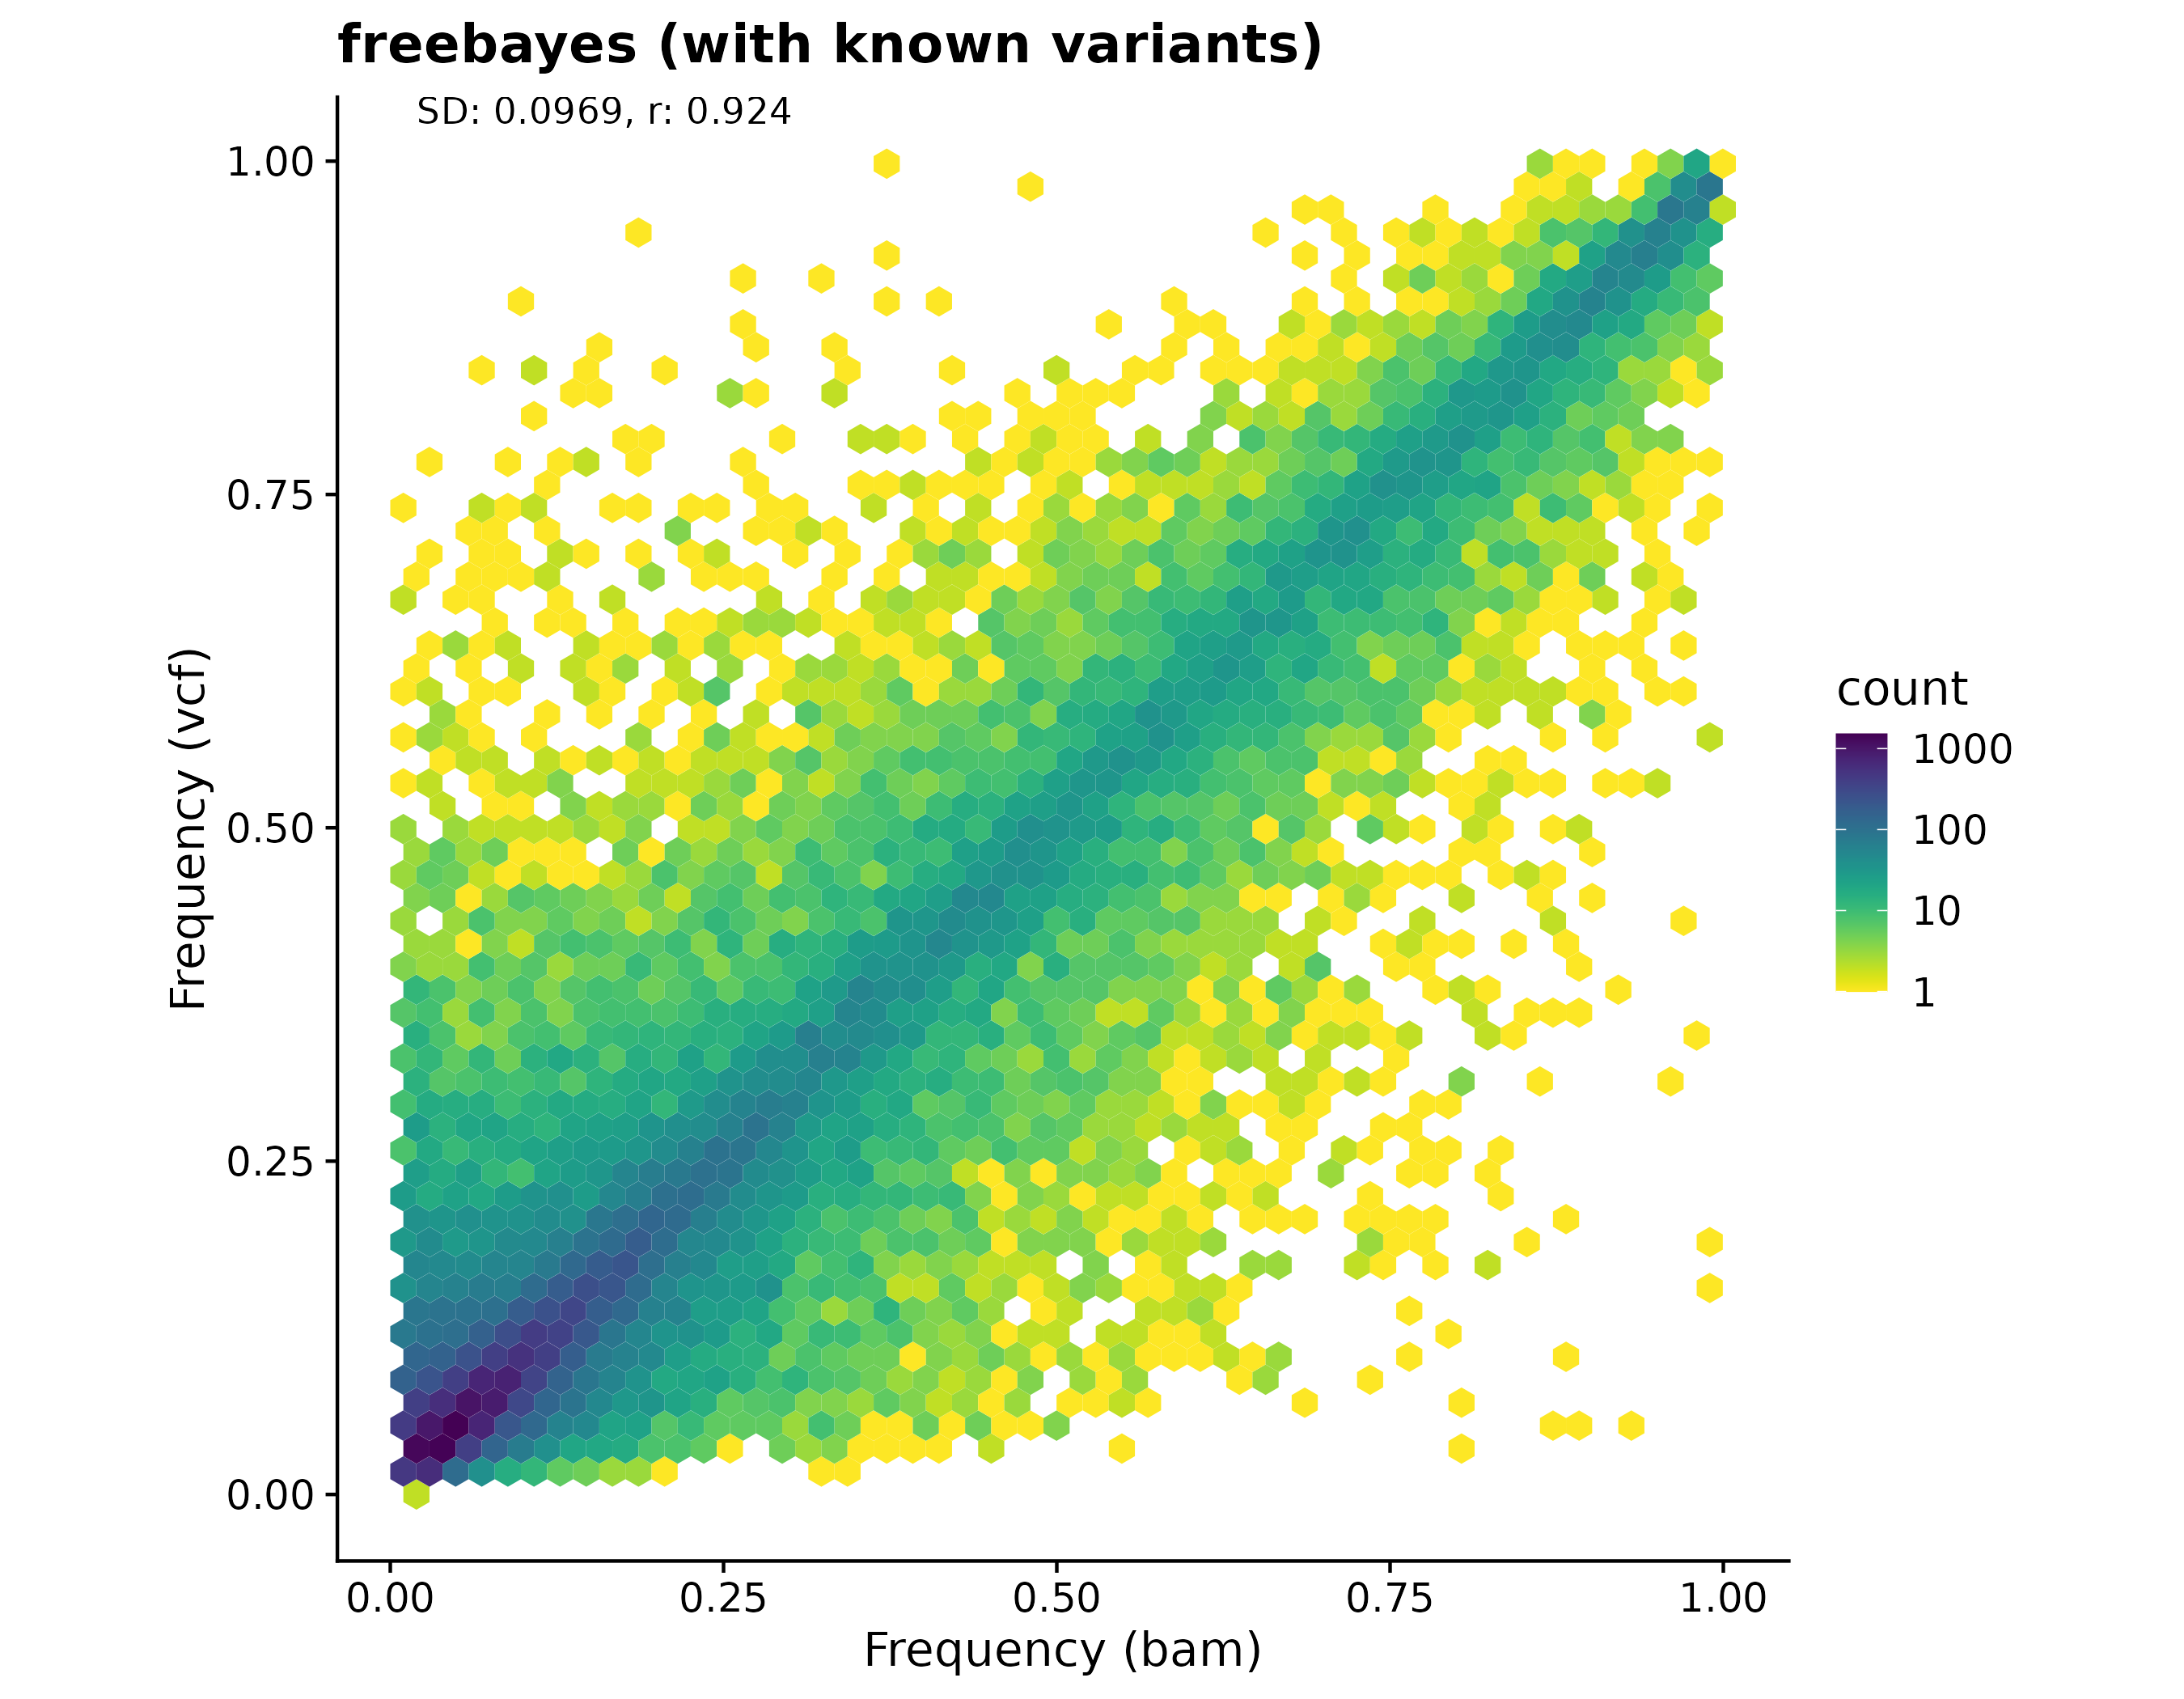 freebayes (with known variants)
SD: 0.0969, r: 0.924
1.00
0.75
0.50
0.25
0.00
Frequency (vcf)
0.00 0.25 0.50 0.75 1.00
Frequency (bam)
count
1000
100
10
1